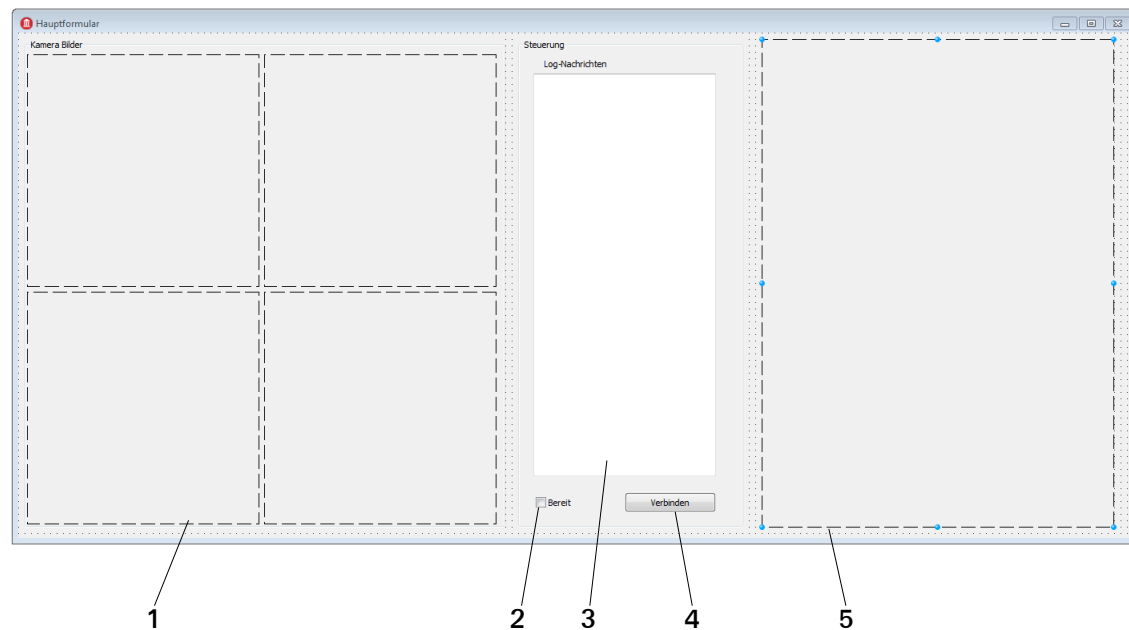 Hauptformular
Kamera Bilder
Steuerung
Log-Nachrichten
Bereit
Verbinden
1
2
3
4
5